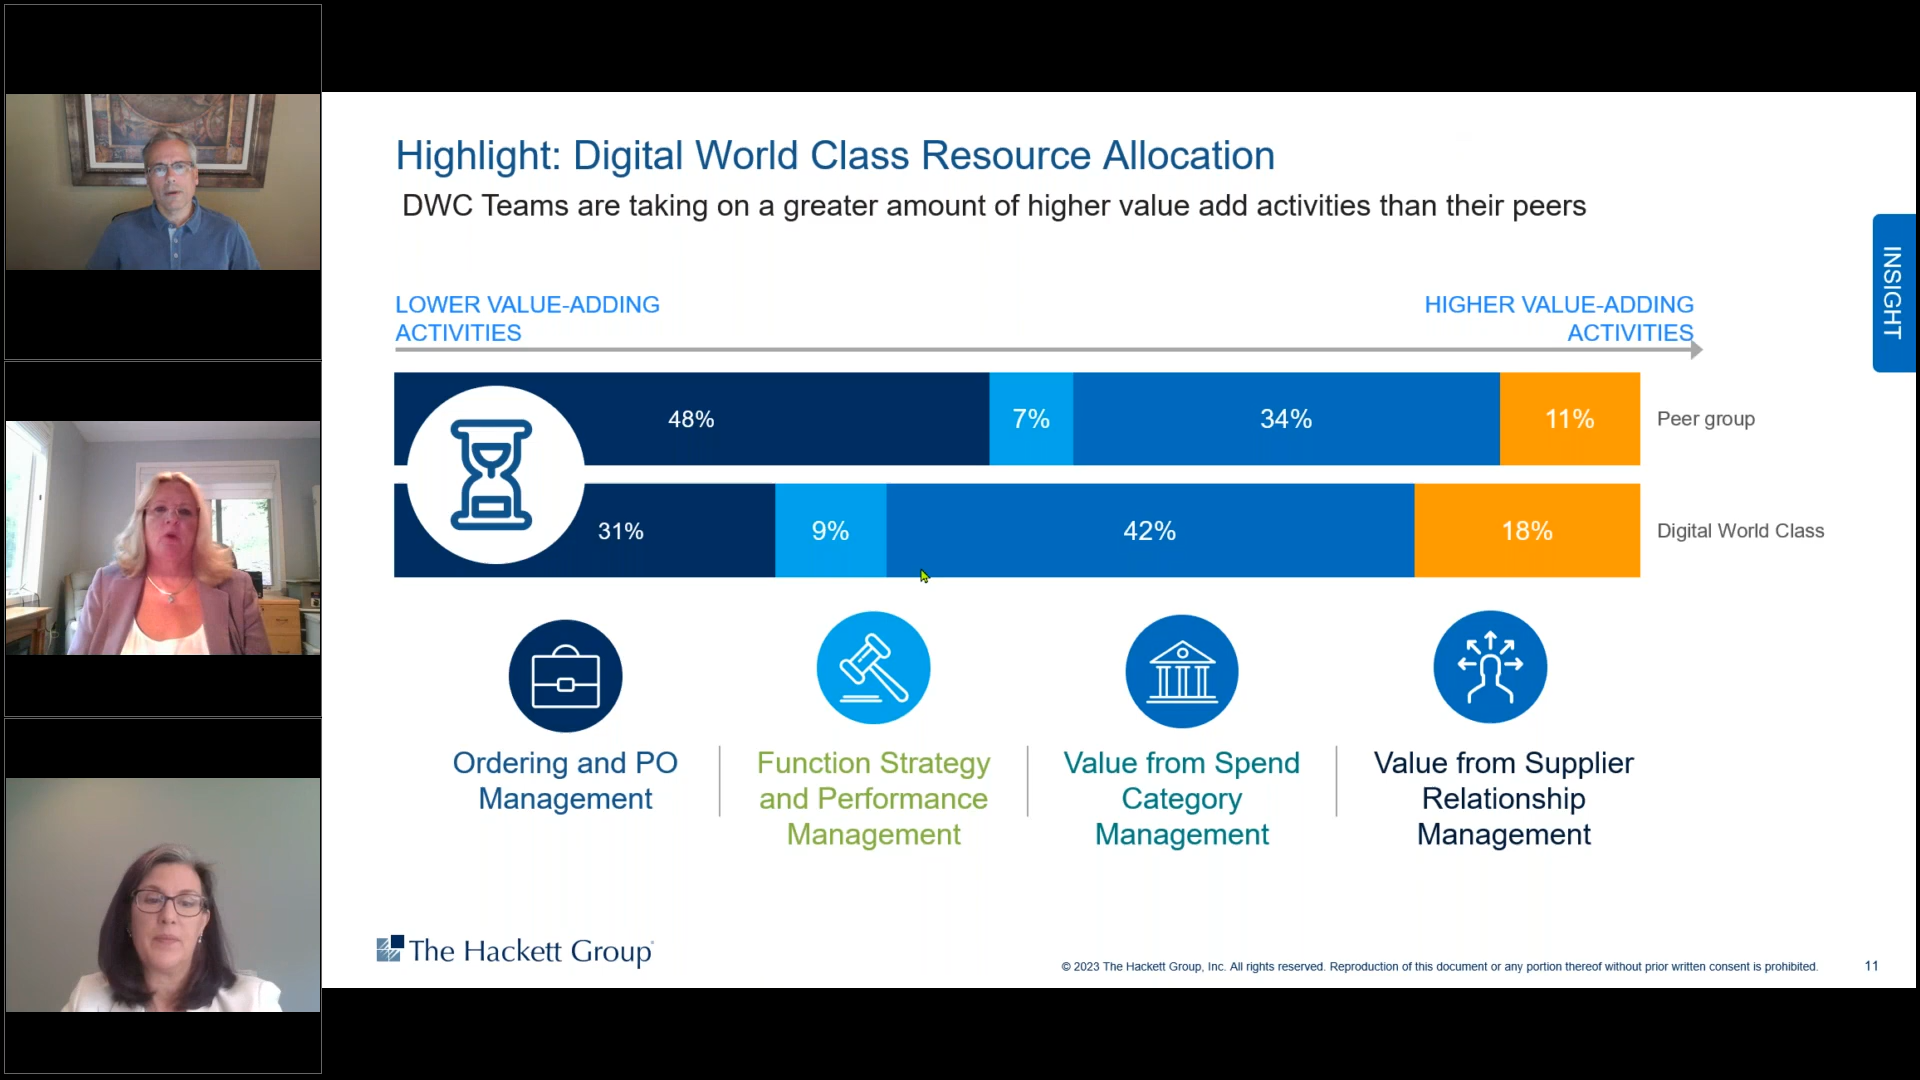 Highlight: Digital World Class Resource Allocation
DWC Teams are taking on a greater amount of higher value add activities than their peers
INSIGHT
LOWER VALUE-ADDING
ACTIVITIES
HIGHER VALUE-ADDING
ACTIVITIES
48% 7% 34% 11% Peer group
31% 9% 42% 18% Digital World Class
Ordering and PO
Management
Function Strategy
and Performance
Management
Value from Spend
Category
Management
Value from Supplier
Relationship
Management
The Hackett Group
© 2023 The Hackett Group, Inc. All rights reserved. Reproduction of this document or any portion thereof without prior written consent is prohibited. 11